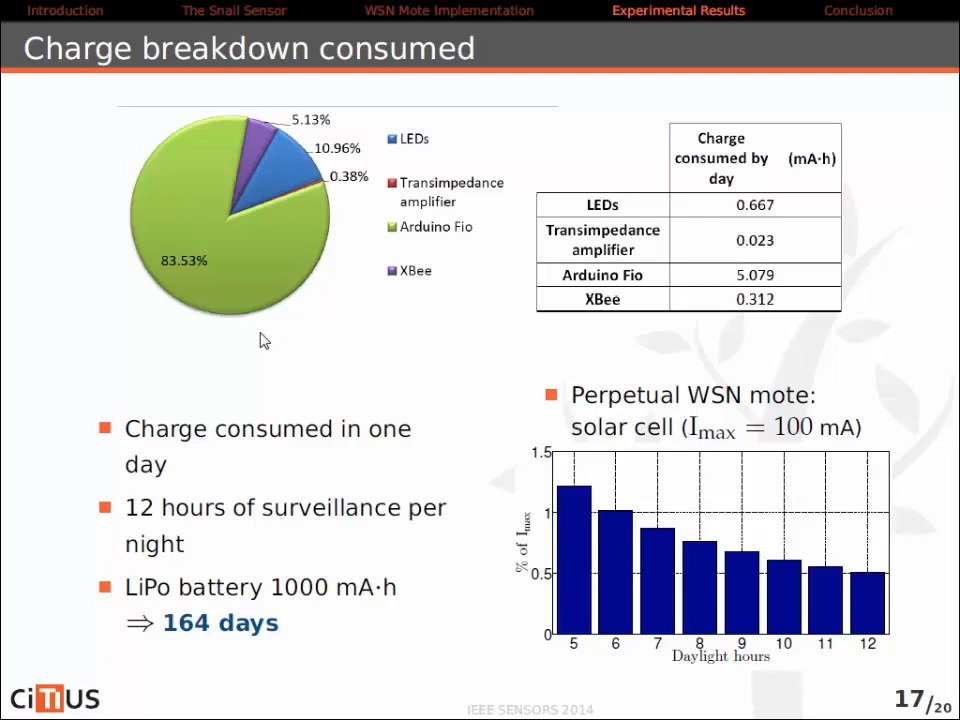 Introduction The Snail Sensor WSN Mote Implementation Experimental Results Conclusion
Charge breakdown consumed
5.13%
10.96%
0.38%
83.53%
LEDs
Transimpedance
amplifier
Arduino Fio
XBee
Charge
consumed by
day
(mA·h)
LEDs 0.667
Transimpedance
amplifier
0.023
Arduino Fio 5.079
XBee 0.312
Charge consumed in one
day
12 hours of surveillance per
night
LiPo battery 1000 mA·h
⇒ 164 days
Perpetual WSN mote:
solar cell (Imax = 100 mA)
1.5
1
0.5
0
% of Imax
5 6 7 8 9 10 11 12
Daylight hours
CiTIUS
IEEE SENSORS 2014
17/20